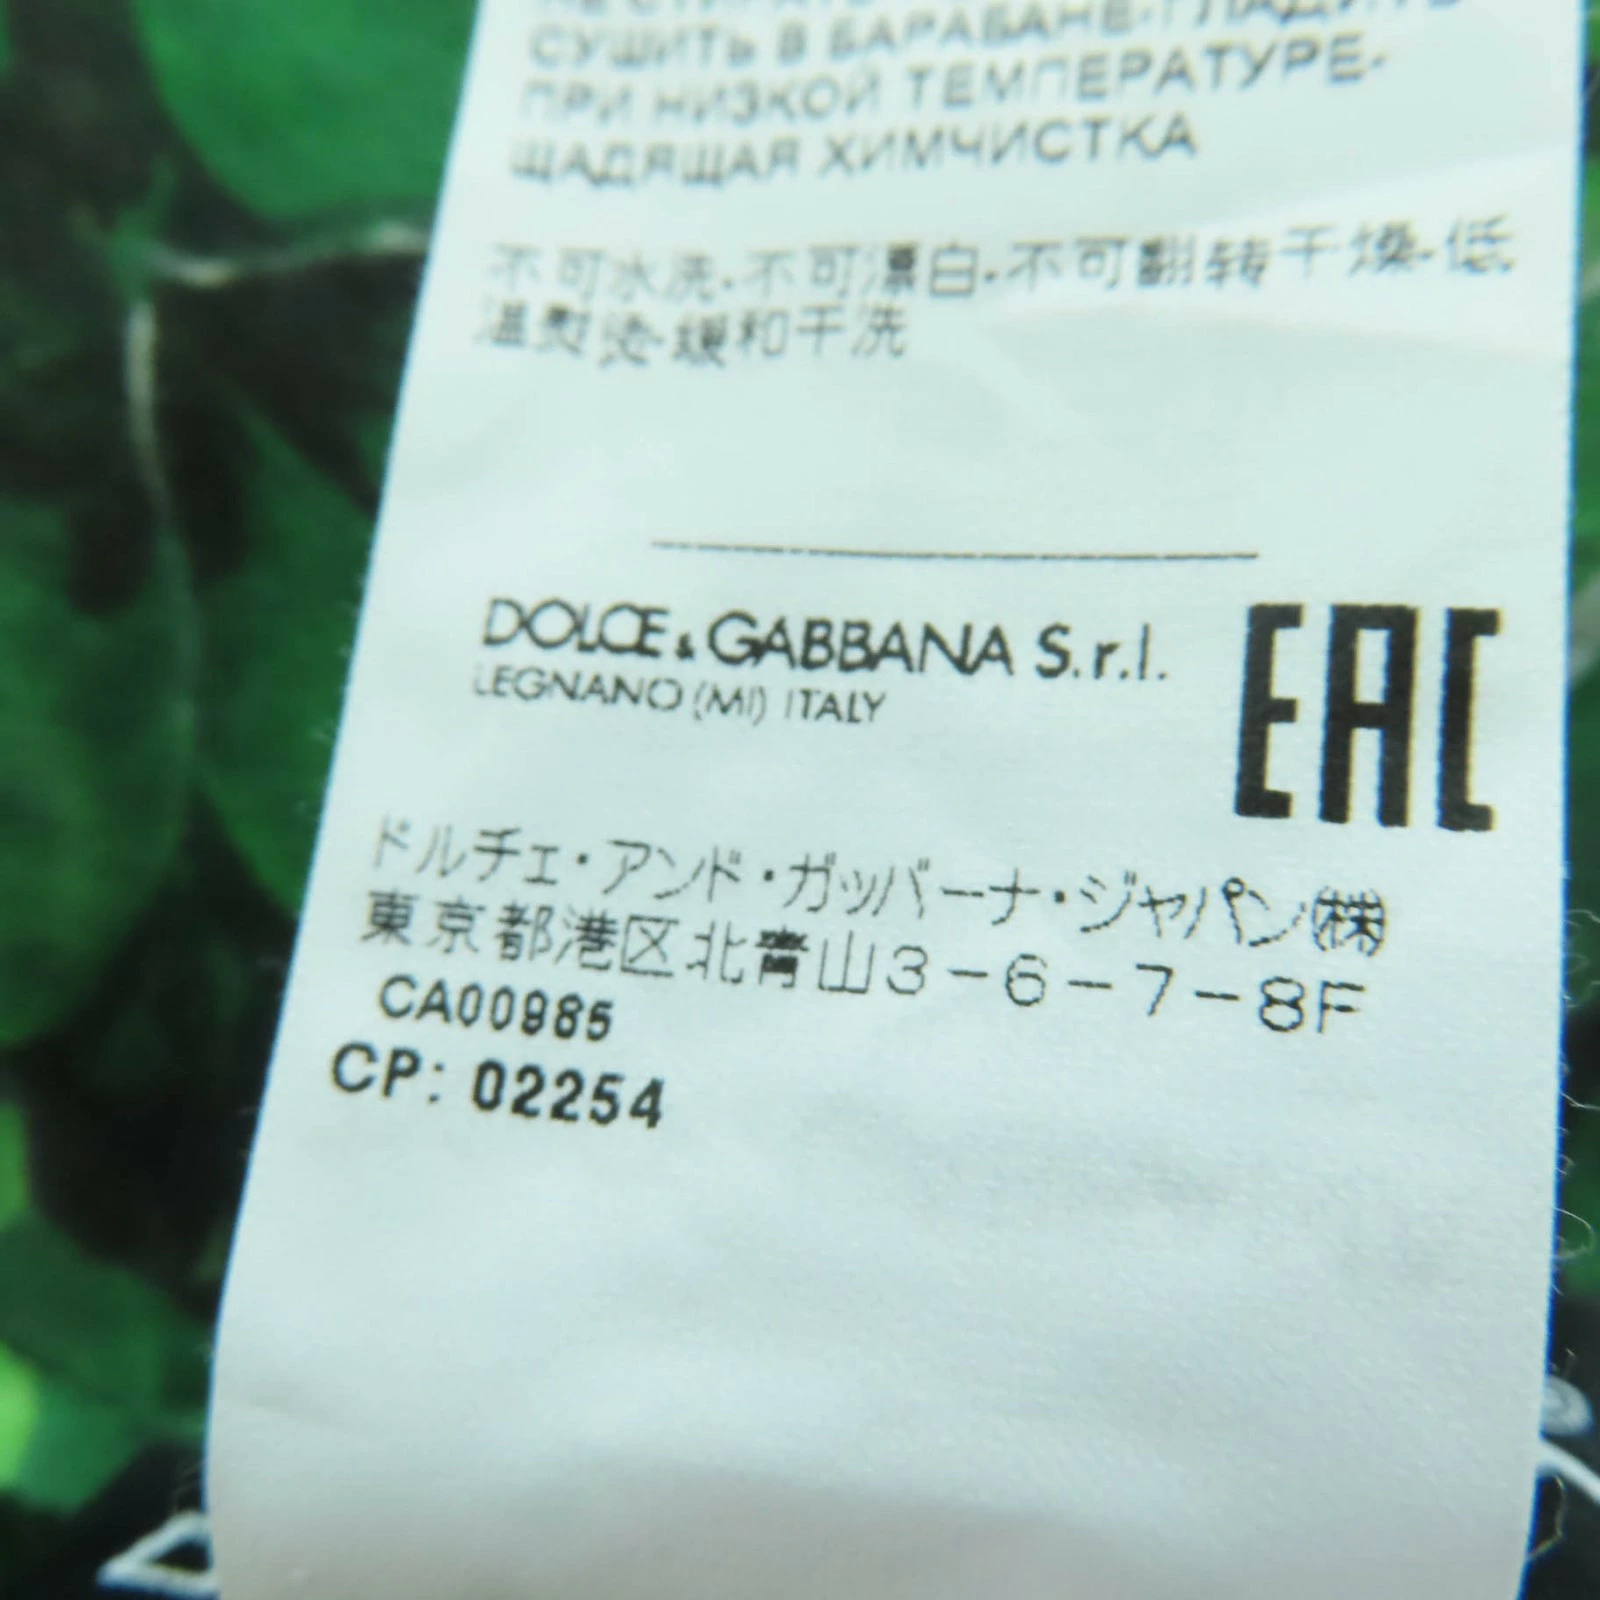 НЕ СТИРАТЬ
СУШИТЬ В БАРАБАНЕ-ГЛАДИТЬ
ПРИ НИЗКОЙ ТЕМПЕРАТУРЕ-
ЩАДЯЩАЯ ХИМЧИСТКА
不可水洗-不可漂白-不可翻转干燥-低
温熨烫-缓和干洗
DOLCE & GABBANA S.r.l.
LEGNANO (MI) ITALY
EAC
ドルチェ・アンド・ガッバーナ・ジャパン㈱
東京都港区北青山3-6-7-8F
CA00985
CP: 02254